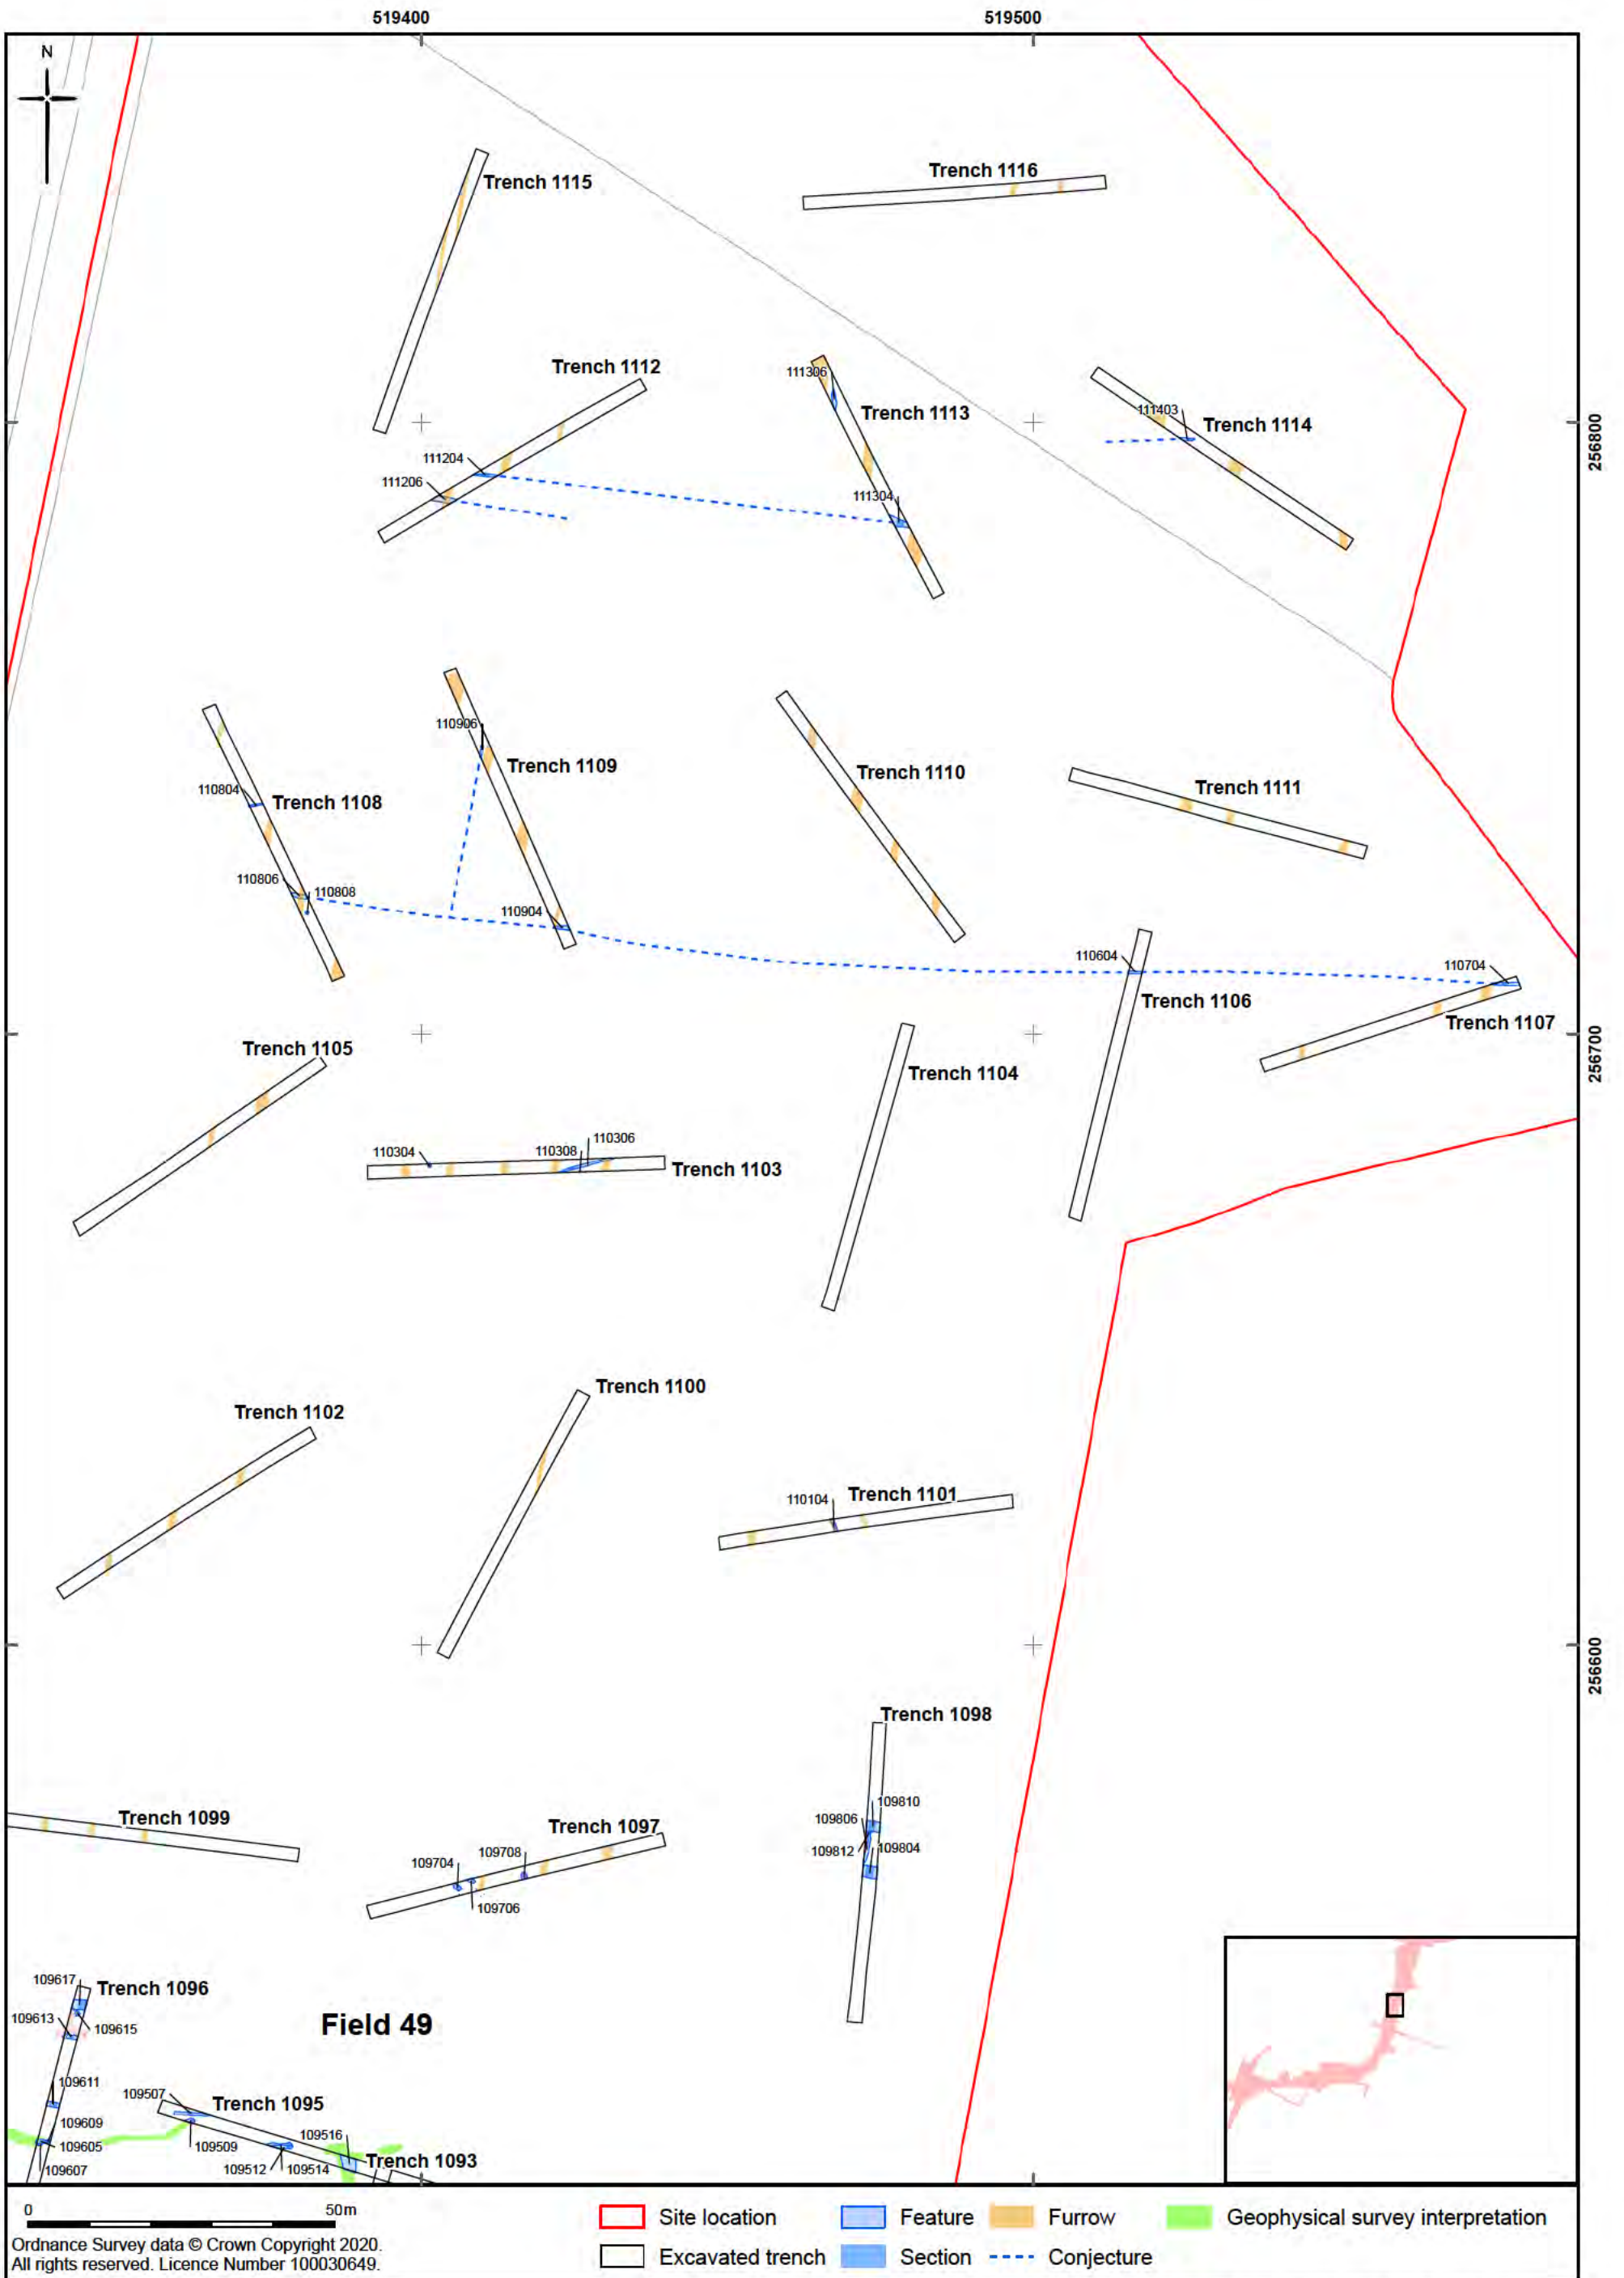 519400
519500
N
Trench 1115
Trench 1116
Trench 1112
111306
Trench 1113
111403
Trench 1114
256800
111204
111206
111304
110906
Trench 1109
Trench 1110
Trench 1111
110804
Trench 1108
110806
110808
110904
110604
110704
Trench 1106
Trench 1107
256700
Trench 1105
Trench 1104
110304
110308
110306
Trench 1103
Trench 1100
Trench 1102
110104
Trench 1101
256600
Trench 1098
109810
109806
109812
109804
Trench 1099
Trench 1097
109704
109708
109706
109617
Trench 1096
109613
109615
Field 49
109611
109507
Trench 1095
109609
109605
109607
109509
109516
109512
109514
Trench 1093
0 50m
Ordnance Survey data © Crown Copyright 2020.
All rights reserved. Licence Number 100030649.
Site location
Feature
Furrow
Geophysical survey interpretation
Excavated trench
Section
Conjecture